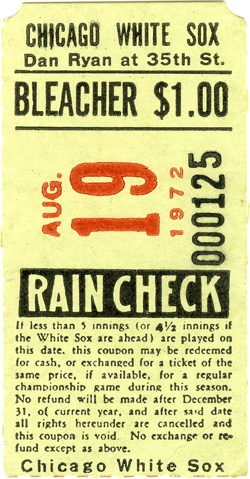 CHICAGO WHITE SOX
Dan Ryan at 35th St.
BLEACHER $1.00
AUG.
19
1972
000125
RAIN CHECK
If less than 5 innings (or 4½ innings if
the White Sox are ahead) are played on
this date, this coupon may be redeemed
for cash, or exchanged for a ticket of the
same price, if available, for a regular
championship game during this season.
No refund will be made after December
31, of current year, and after said date
all rights hereunder are cancelled and
this coupon is void. No exchange or re-
fund except as above.
Chicago White Sox